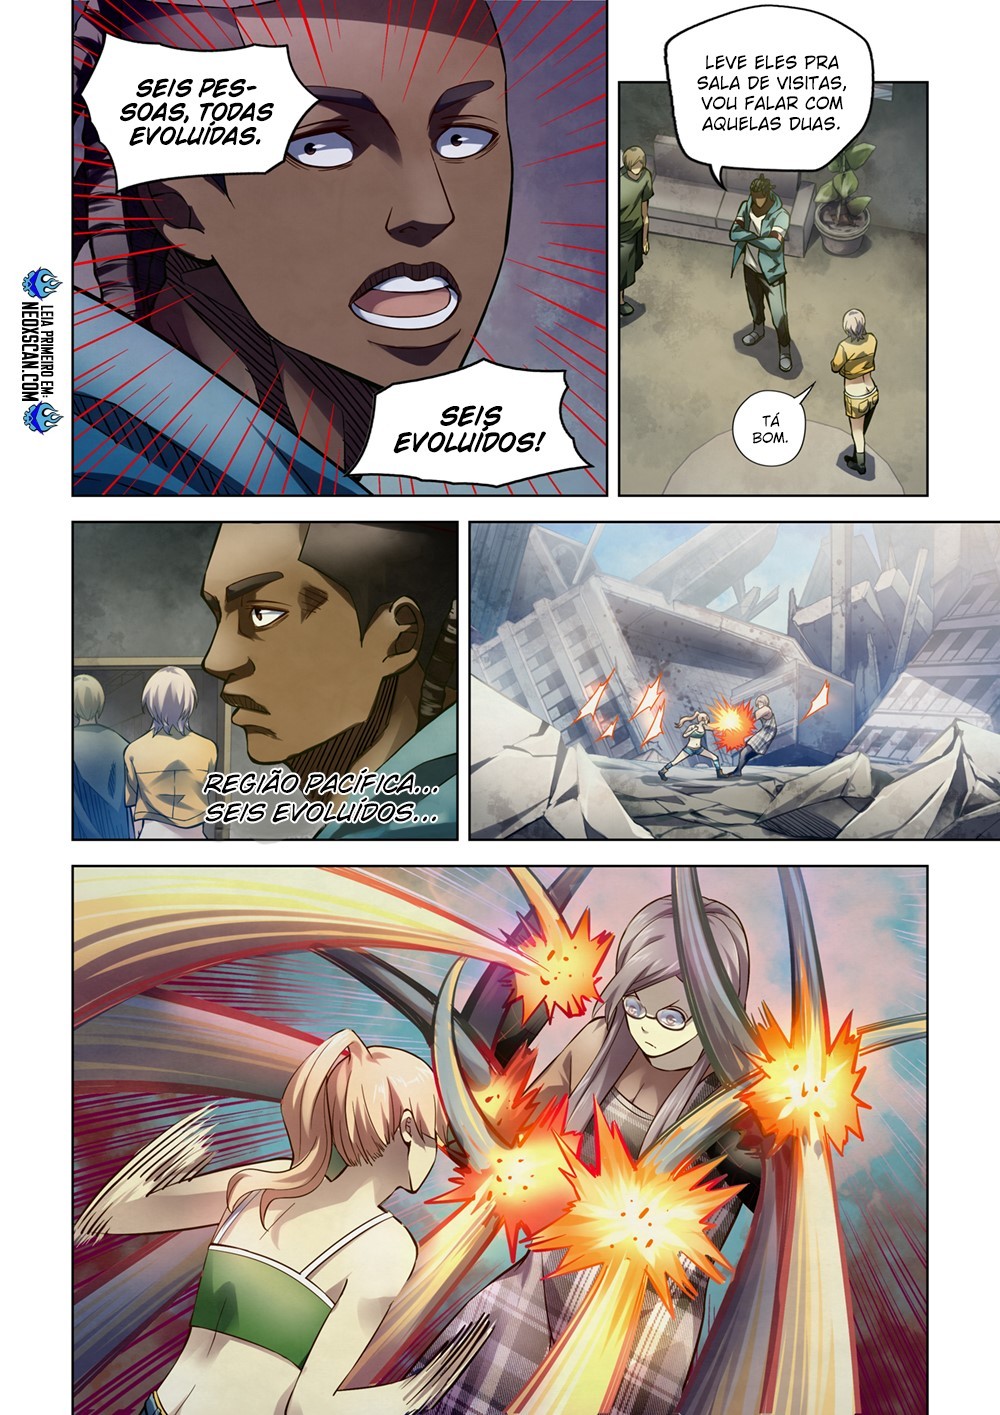 SEIS PES-
SOAS, TODAS
EVOLUÍDAS.
SEIS
EVOLUÍDOS!
LEVE ELES PRA
SALA DE VISITAS,
VOU FALAR COM
AQUELAS DUAS.
TÁ
BOM.
LEIA PRIMEIRO EM:
NEOXSCAN.COM
REGIÃO PACÍFICA...
SEIS EVOLUÍDOS...